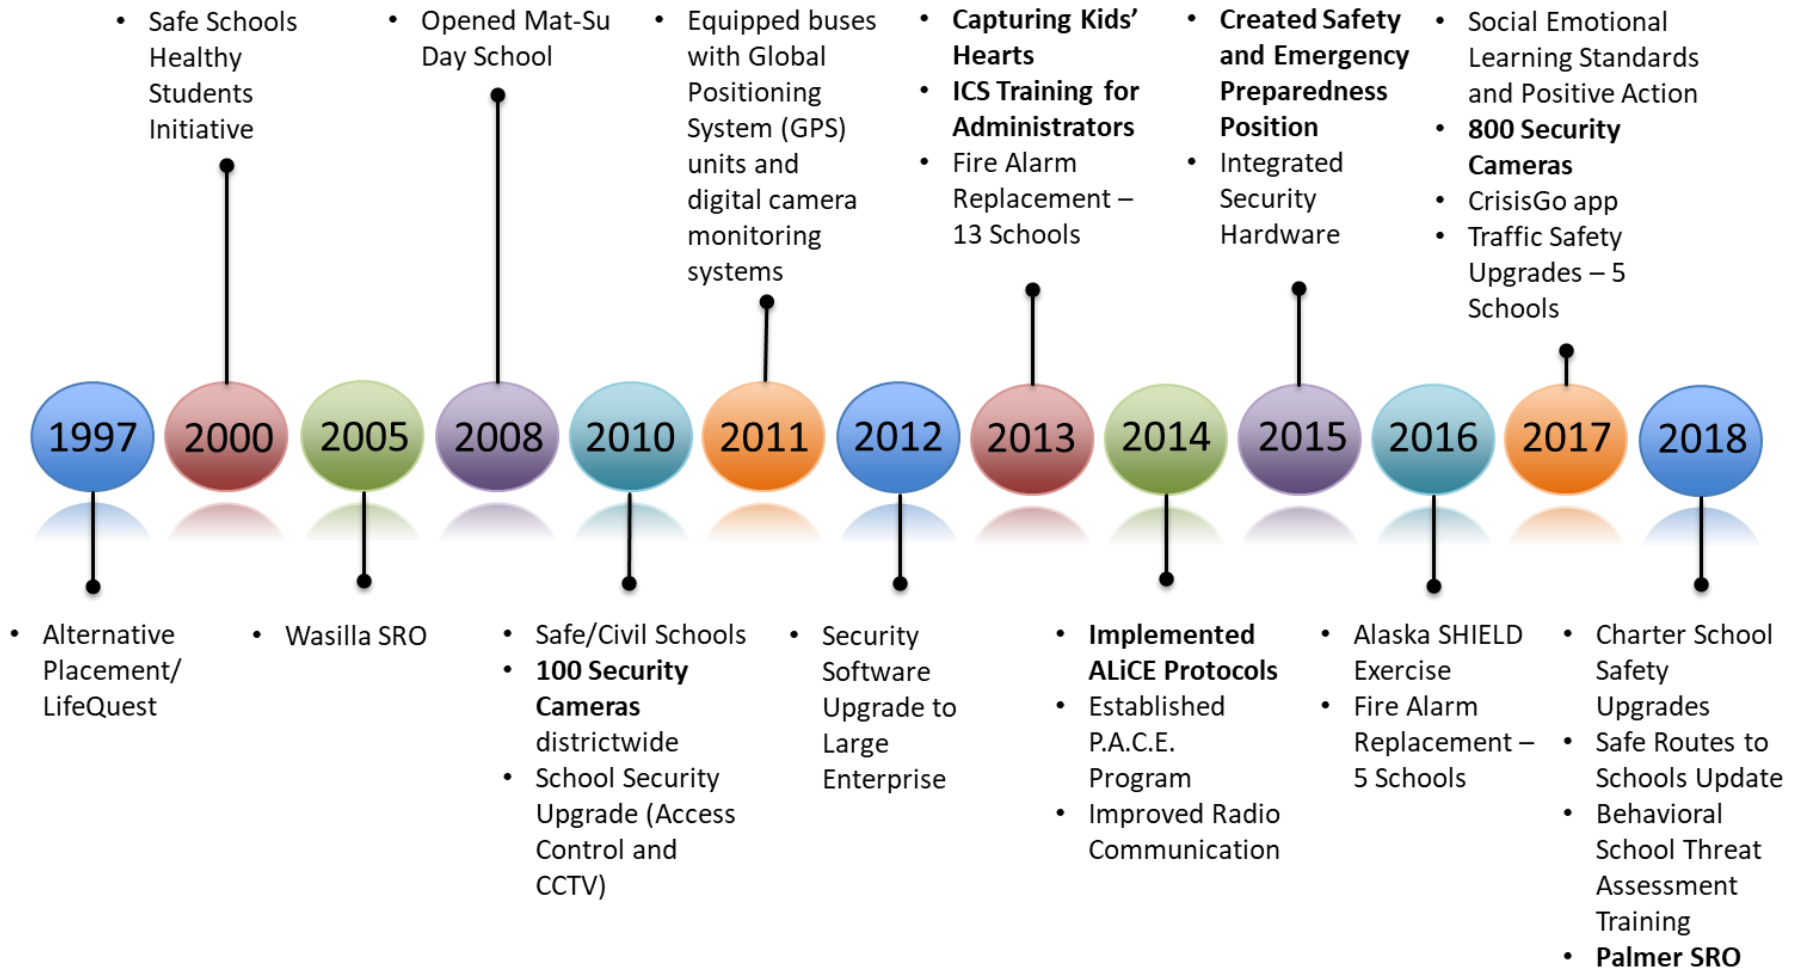 • Safe Schools
Healthy
Students
Initiative
• Opened Mat-Su
Day School
• Equipped buses
with Global
Positioning
System (GPS)
units and
digital camera
monitoring
systems
• Capturing Kids’
Hearts
• ICS Training for
Administrators
• Fire Alarm
Replacement –
13 Schools
• Created Safety
and Emergency
Preparedness
Position
• Integrated
Security
Hardware
• Social Emotional
Learning Standards
and Positive Action
• 800 Security
Cameras
• CrisisGo app
• Traffic Safety
Upgrades – 5
Schools
1997 2000 2005 2008 2010 2011 2012 2013 2014 2015 2016 2017 2018
• Alternative
Placement/
LifeQuest
• Wasilla SRO
• Safe/Civil Schools
• 100 Security
Cameras
districtwide
• School Security
Upgrade (Access
Control and
CCTV)
• Security
Software
Upgrade to
Large
Enterprise
• Implemented
ALiCE Protocols
• Established
P.A.C.E.
Program
• Improved Radio
Communication
• Alaska SHIELD
Exercise
• Fire Alarm
Replacement –
5 Schools
• Charter School
Safety
Upgrades
• Safe Routes to
Schools Update
• Behavioral
School Threat
Assessment
Training
• Palmer SRO